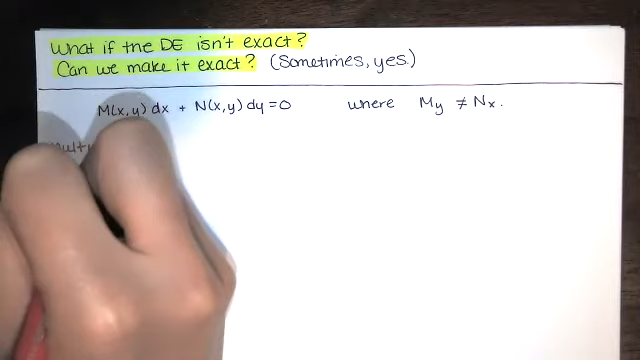 What if the DE isn't exact?
Can we make it exact? (Sometimes, yes.)
M(x,y) dx + N(x,y) dy = 0 where My ≠ Nx.